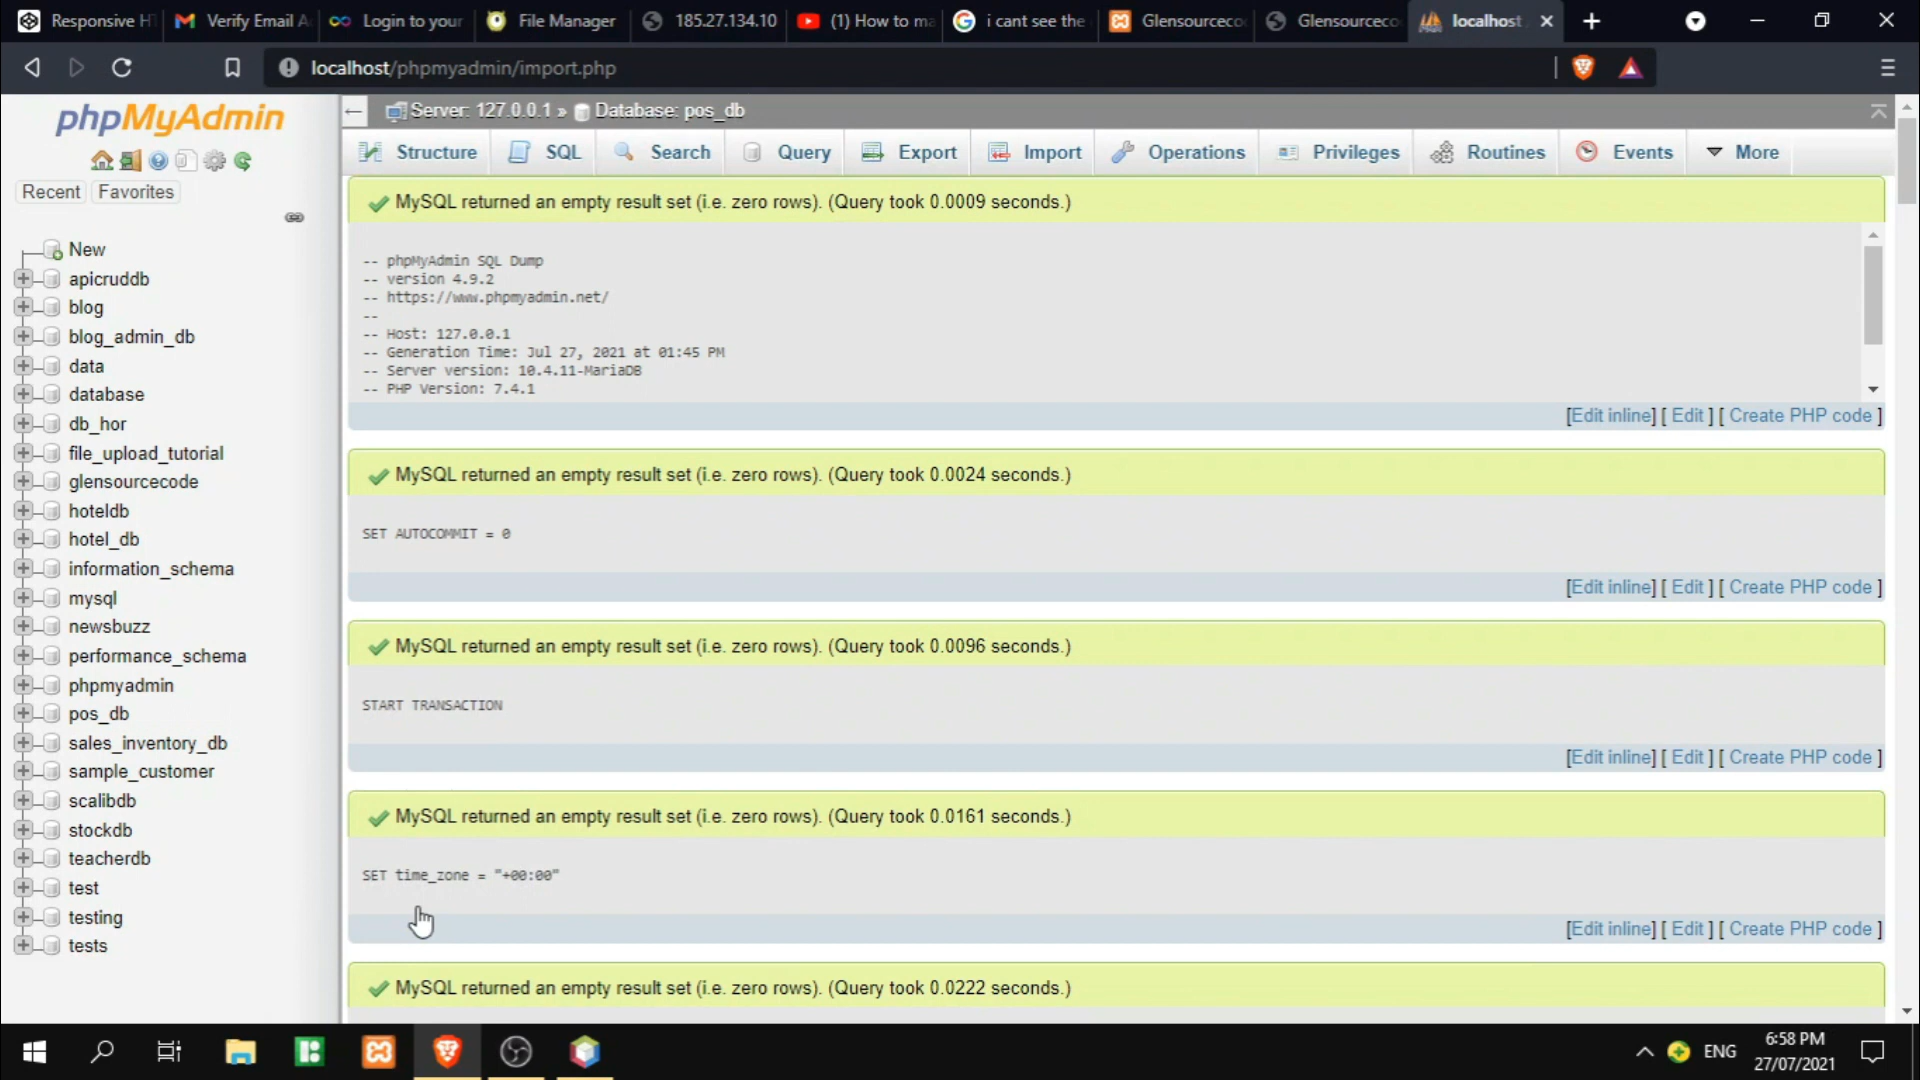 Responsive H
Verify Email A
Login to your
File Manager
185.27.134.10
(1) How to ma
i cant see the
Glensourceco
Glensourceco
localhost
localhost/phpmyadmin/import.php
phpMyAdmin
Recent
Favorites
New
apicruddb
blog
blog_admin_db
data
database
db_hor
file_upload_tutorial
glensourcecode
hoteldb
hotel_db
information_schema
mysql
newsbuzz
performance_schema
phpmyadmin
pos_db
sales_inventory_db
sample_customer
scalibdb
stockdb
teacherdb
test
testing
tests
Server: 127.0.0.1 » Database: pos_db
Structure
SQL
Search
Query
Export
Import
Operations
Privileges
Routines
Events
More
MySQL returned an empty result set (i.e. zero rows). (Query took 0.0009 seconds.)
-- phpMyAdmin SQL Dump
-- version 4.9.2
-- https://www.phpmyadmin.net/
--
-- Host: 127.0.0.1
-- Generation Time: Jul 27, 2021 at 01:45 PM
-- Server version: 10.4.11-MariaDB
-- PHP Version: 7.4.1
[Edit inline] [ Edit ] [ Create PHP code ]
MySQL returned an empty result set (i.e. zero rows). (Query took 0.0024 seconds.)
SET AUTOCOMMIT = 0
[Edit inline] [ Edit ] [ Create PHP code ]
MySQL returned an empty result set (i.e. zero rows). (Query took 0.0096 seconds.)
START TRANSACTION
[Edit inline] [ Edit ] [ Create PHP code ]
MySQL returned an empty result set (i.e. zero rows). (Query took 0.0161 seconds.)
SET time_zone = "+00:00"
[Edit inline] [ Edit ] [ Create PHP code ]
MySQL returned an empty result set (i.e. zero rows). (Query took 0.0222 seconds.)
ENG
6:58 PM
27/07/2021